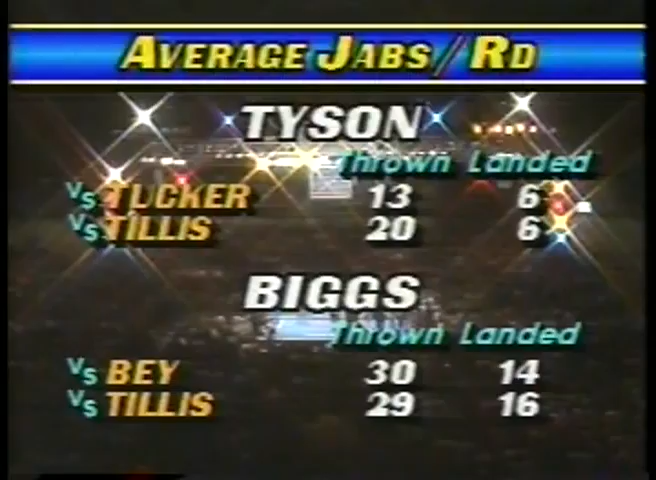 AVERAGE JABS/RD
TYSON
Thrown Landed
VS TUCKER 13 6
VS TILLIS 20 6
BIGGS
Thrown Landed
VS BEY 30 14
VS TILLIS 29 16